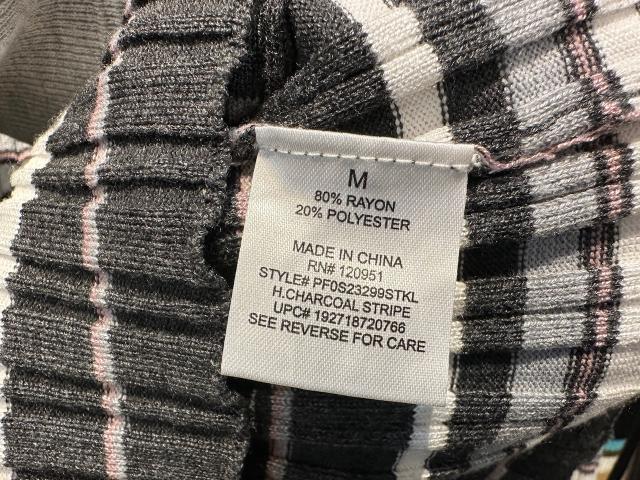 M
80% RAYON
20% POLYESTER
MADE IN CHINA
RN# 120951
STYLE# PF0S23299STKL
H.CHARCOAL STRIPE
UPC# 192718720766
SEE REVERSE FOR CARE